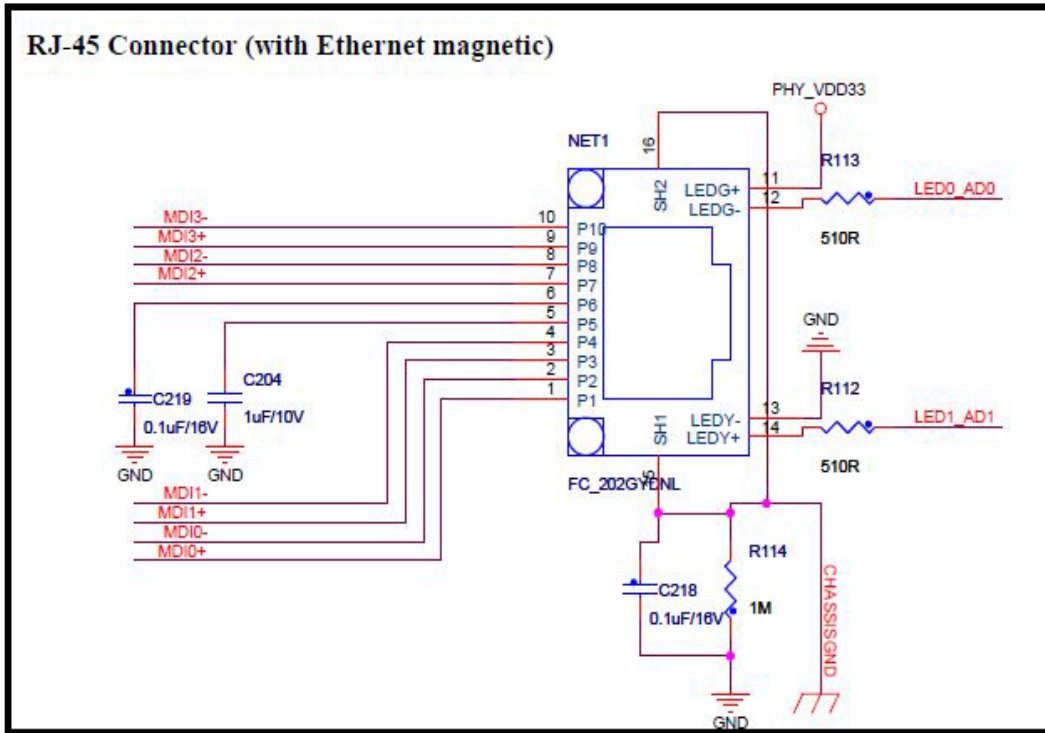 RJ-45 Connector (with Ethernet magnetic)
PHY_VDD33
NET1
16
SH2
R113
LEDG+ 11
LEDG- 12
LED0_AD0
510R
MDI3- 10 P10
MDI3+ 9 P9
MDI2- 8 P8
MDI2+ 7 P7
6 P6
5 P5
4 P4
3 P3
2 P2
1 P1
GND
C219
0.1uF/16V
C204
1uF/10V
GND
GND
R112
LEDY- 13
LEDY+ 14
LED1_AD1
510R
SH1
FC_202GYDNL
MDI1-
MDI1+
MDI0-
MDI0+
R114
1M
C218
0.1uF/16V
CHASSISGND
GND